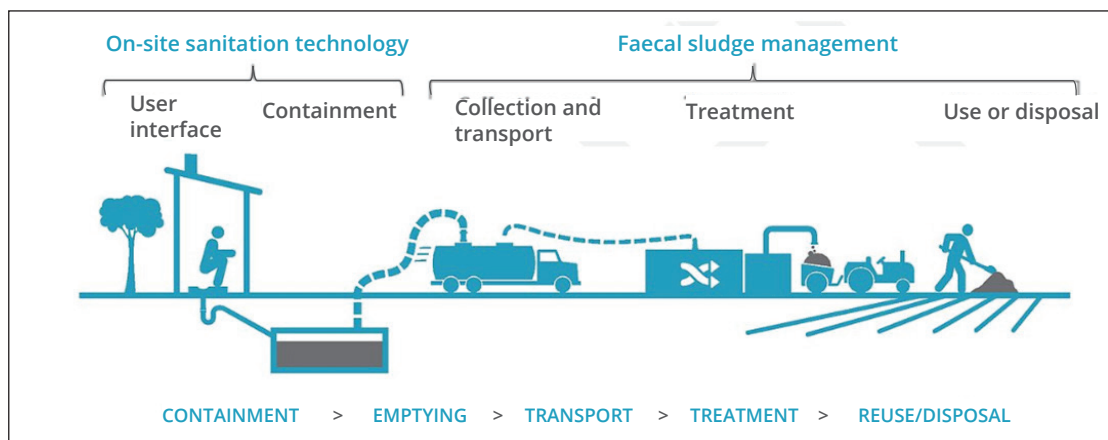 On-site sanitation technology
Faecal sludge management
User
interface
Containment
Collection and
transport
Treatment
Use or disposal
CONTAINMENT > EMPTYING > TRANSPORT > TREATMENT > REUSE/DISPOSAL